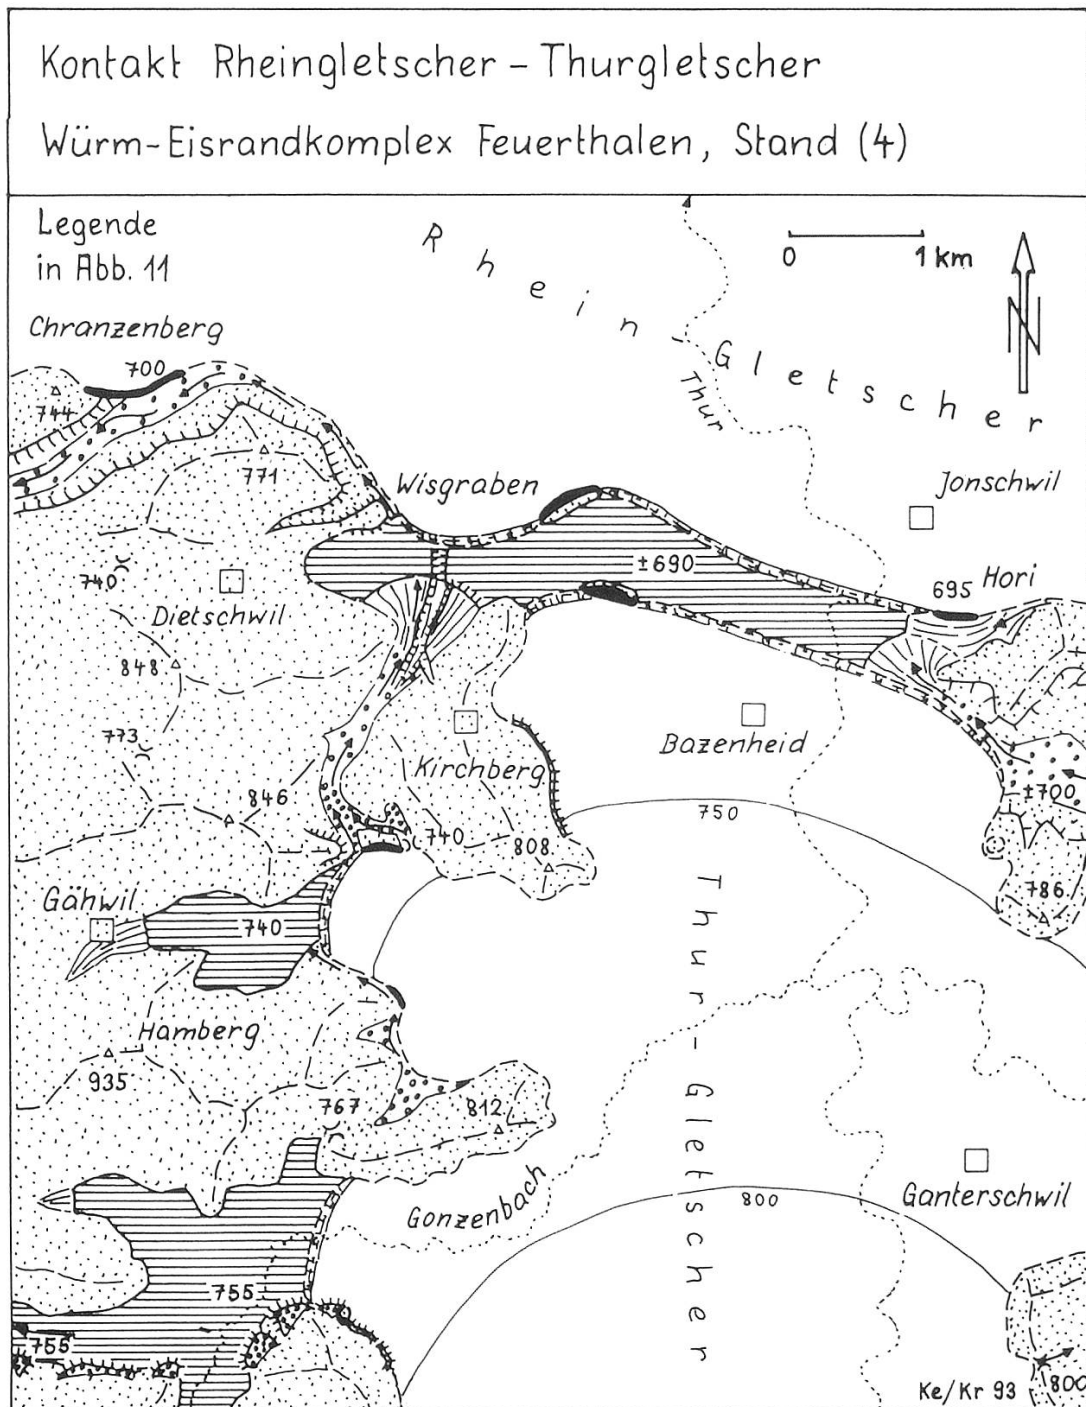 Kontakt Rheingletscher – Thurgletscher
Würm-Eisrandkomplex Feuerthalen, Stand (4)
Legende
in Abb. 11
Rhein-Gletscher
0 1 km
N
Chranzenberg
700
744
Thur
771
Wisgraben
Jonschwil
±690
740
695
Hori
Dietschwil
848
773
Kirchberg
Bazenheid
±700
846
750
740
808
Gähwil
740
786
Thur-Gletscher
Hamberg
935
767
812
Gonzenbach
800
Ganterschwil
755
755
800
Ke/Kr 93